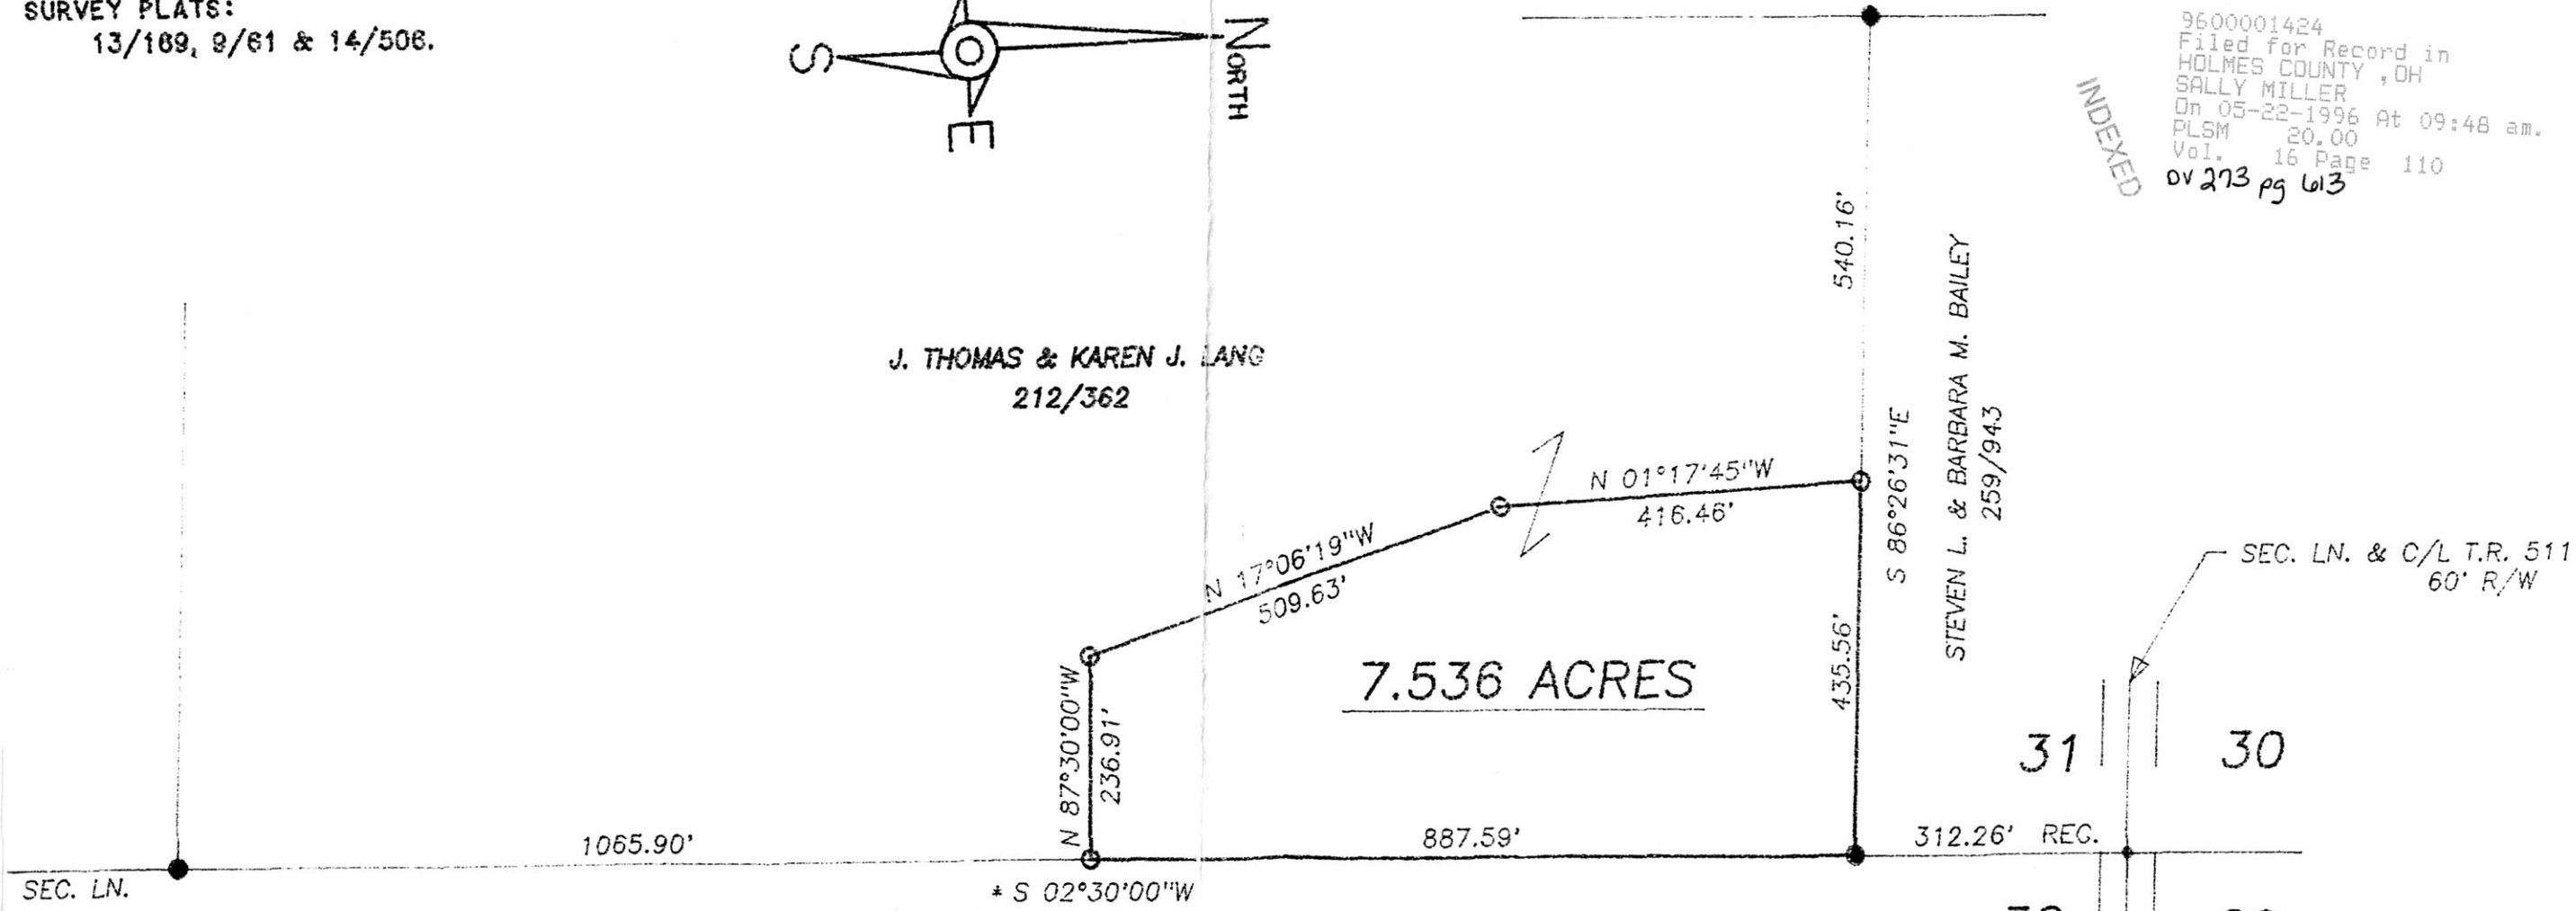 SURVEY PLATS:
13/169, 9/61 & 14/506.
S
NORTH
E
9600001424
Filed for Record in
HOLMES COUNTY , OH
SALLY MILLER
On 05-22-1996 At 09:48 am.
PLSM 20.00
Vol. 16 Page 110
DV 273 pg 613
INDEXED
540.16'
J. THOMAS & KAREN J. LANG
212/362
N 01°17'45"W
416.46'
S 86°26'31"E
STEVEN L. & BARBARA M. BAILEY
259/943
N 17°06'19"W
509.63'
SEC. LN. & C/L T.R. 511
60' R/W
7.536 ACRES
435.56'
N 87°30'00"W
236.91'
31
30
1065.90'
887.59'
312.26' REC.
SEC. LN.
* S 02°30'00"W